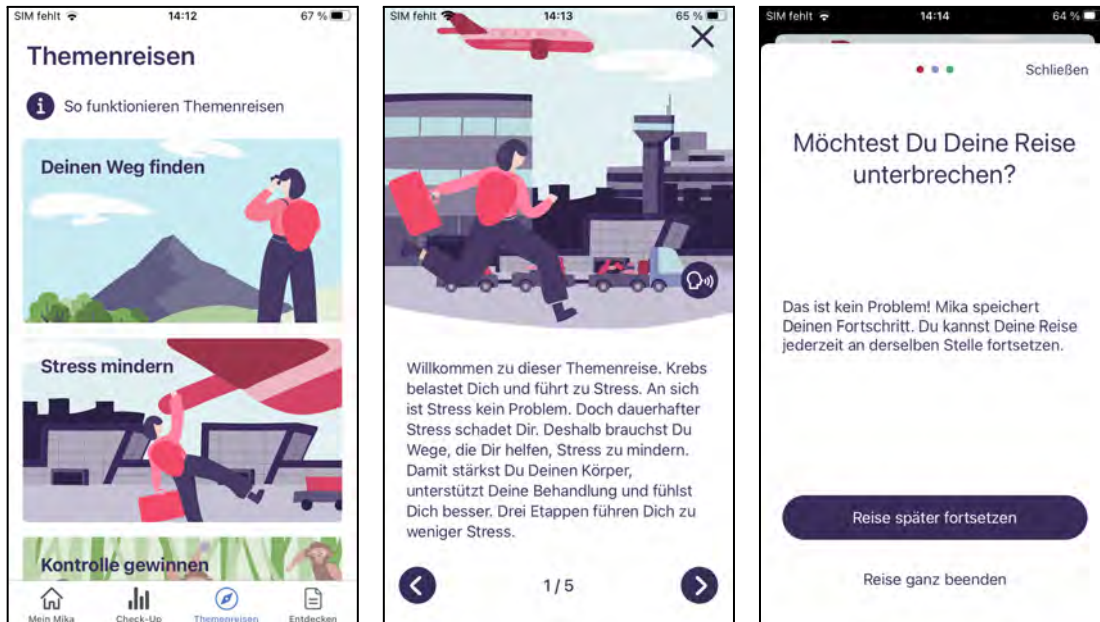 SIM fehlt 14:12 67 %
Themenreisen
i So funktionieren Themenreisen
Deinen Weg finden
Stress mindern
Kontrolle gewinnen
Mein Mika Check-Up Themenreisen Entdecken
SIM fehlt 14:13 65 %
Willkommen zu dieser Themenreise. Krebs
belastet Dich und führt zu Stress. An sich
ist Stress kein Problem. Doch dauerhafter
Stress schadet Dir. Deshalb brauchst Du
Wege, die Dir helfen, Stress zu mindern.
Damit stärkst Du Deinen Körper,
unterstützt Deine Behandlung und fühlst
Dich besser. Drei Etappen führen Dich zu
weniger Stress.
1/5
SIM fehlt 14:14 64 %
Schließen
Möchtest Du Deine Reise
unterbrechen?
Das ist kein Problem! Mika speichert
Deinen Fortschritt. Du kannst Deine Reise
jederzeit an derselben Stelle fortsetzen.
Reise später fortsetzen
Reise ganz beenden